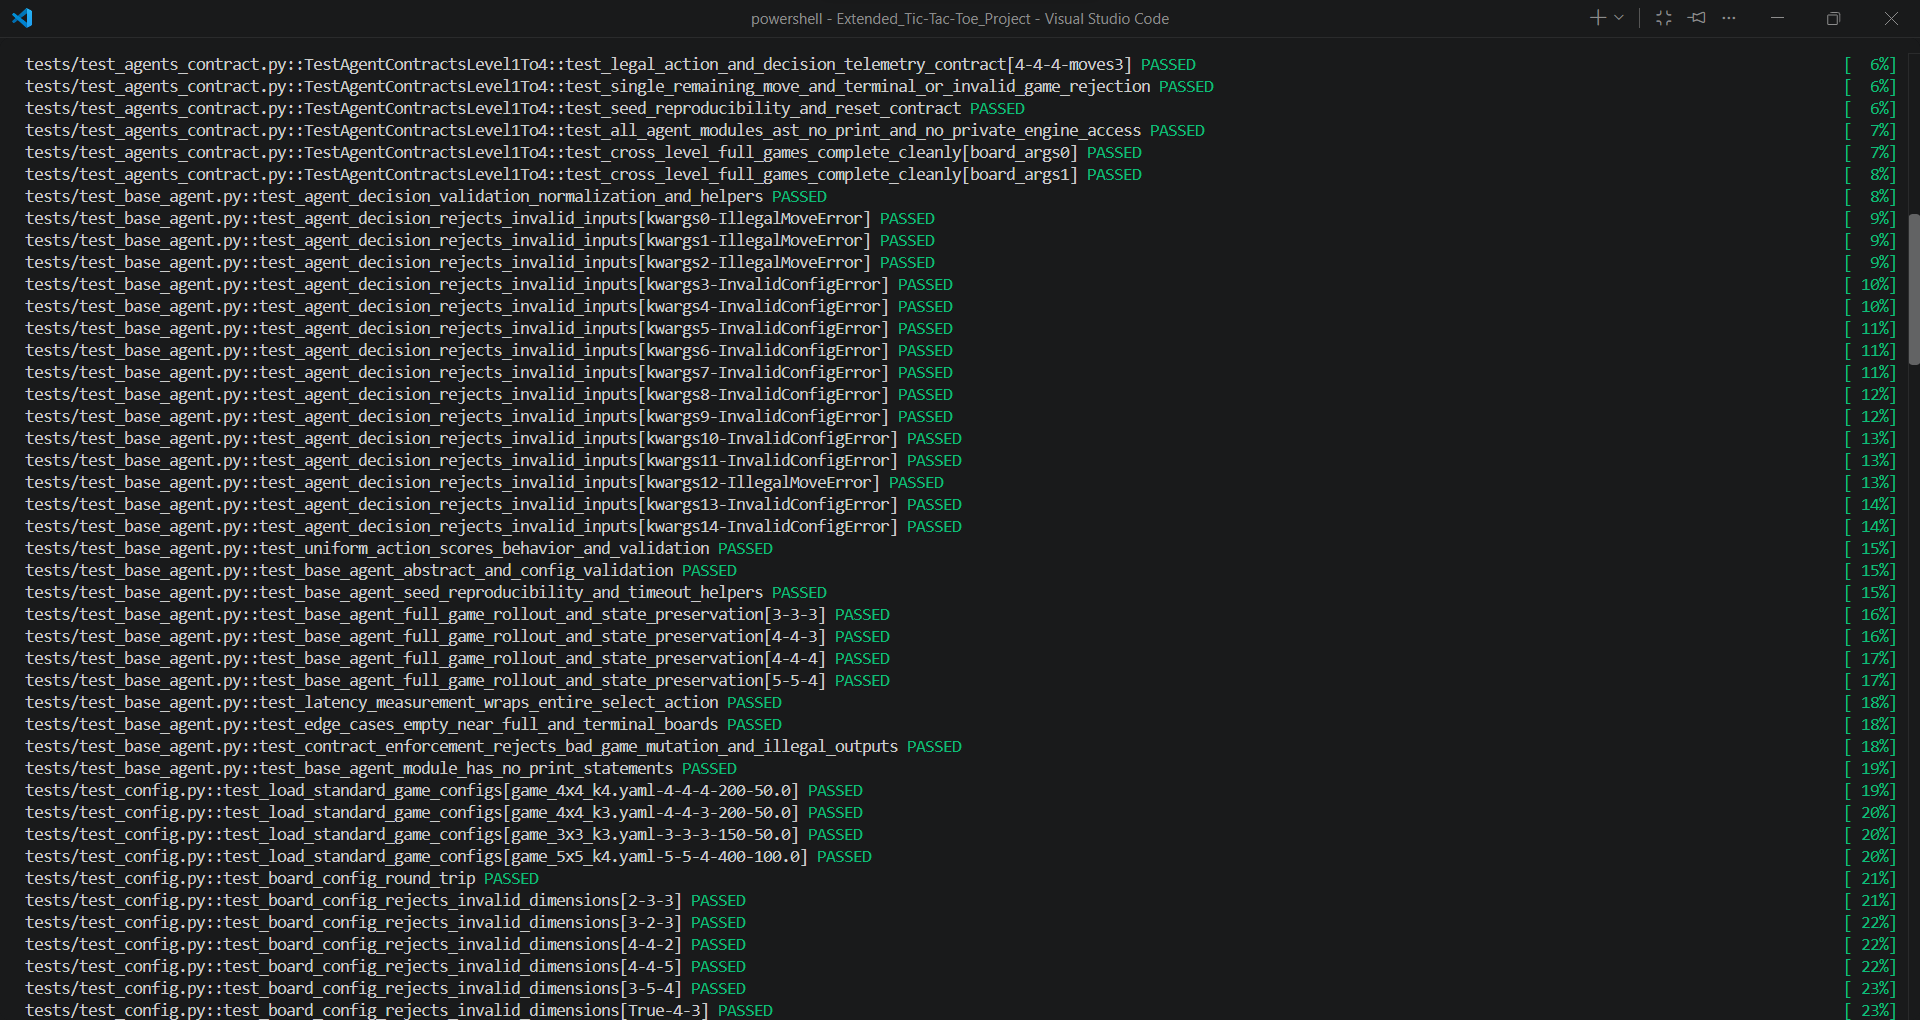 powershell - Extended_Tic-Tac-Toe_Project - Visual Studio Code
tests/test_agents_contract.py::TestAgentContractsLevel1To4::test_legal_action_and_decision_telemetry_contract[4-4-4-moves3] PASSED [  6%]
tests/test_agents_contract.py::TestAgentContractsLevel1To4::test_single_remaining_move_and_terminal_or_invalid_game_rejection PASSED [  6%]
tests/test_agents_contract.py::TestAgentContractsLevel1To4::test_seed_reproducibility_and_reset_contract PASSED [  6%]
tests/test_agents_contract.py::TestAgentContractsLevel1To4::test_all_agent_modules_ast_no_print_and_no_private_engine_access PASSED [  7%]
tests/test_agents_contract.py::TestAgentContractsLevel1To4::test_cross_level_full_games_complete_cleanly[board_args0] PASSED [  7%]
tests/test_agents_contract.py::TestAgentContractsLevel1To4::test_cross_level_full_games_complete_cleanly[board_args1] PASSED [  8%]
tests/test_base_agent.py::test_agent_decision_validation_normalization_and_helpers PASSED [  8%]
tests/test_base_agent.py::test_agent_decision_rejects_invalid_inputs[kwargs0-IllegalMoveError] PASSED [  9%]
tests/test_base_agent.py::test_agent_decision_rejects_invalid_inputs[kwargs1-IllegalMoveError] PASSED [  9%]
tests/test_base_agent.py::test_agent_decision_rejects_invalid_inputs[kwargs2-IllegalMoveError] PASSED [  9%]
tests/test_base_agent.py::test_agent_decision_rejects_invalid_inputs[kwargs3-InvalidConfigError] PASSED [ 10%]
tests/test_base_agent.py::test_agent_decision_rejects_invalid_inputs[kwargs4-InvalidConfigError] PASSED [ 10%]
tests/test_base_agent.py::test_agent_decision_rejects_invalid_inputs[kwargs5-InvalidConfigError] PASSED [ 11%]
tests/test_base_agent.py::test_agent_decision_rejects_invalid_inputs[kwargs6-InvalidConfigError] PASSED [ 11%]
tests/test_base_agent.py::test_agent_decision_rejects_invalid_inputs[kwargs7-InvalidConfigError] PASSED [ 11%]
tests/test_base_agent.py::test_agent_decision_rejects_invalid_inputs[kwargs8-InvalidConfigError] PASSED [ 12%]
tests/test_base_agent.py::test_agent_decision_rejects_invalid_inputs[kwargs9-InvalidConfigError] PASSED [ 12%]
tests/test_base_agent.py::test_agent_decision_rejects_invalid_inputs[kwargs10-InvalidConfigError] PASSED [ 13%]
tests/test_base_agent.py::test_agent_decision_rejects_invalid_inputs[kwargs11-InvalidConfigError] PASSED [ 13%]
tests/test_base_agent.py::test_agent_decision_rejects_invalid_inputs[kwargs12-IllegalMoveError] PASSED [ 13%]
tests/test_base_agent.py::test_agent_decision_rejects_invalid_inputs[kwargs13-InvalidConfigError] PASSED [ 14%]
tests/test_base_agent.py::test_agent_decision_rejects_invalid_inputs[kwargs14-InvalidConfigError] PASSED [ 14%]
tests/test_base_agent.py::test_uniform_action_scores_behavior_and_validation PASSED [ 15%]
tests/test_base_agent.py::test_base_agent_abstract_and_config_validation PASSED [ 15%]
tests/test_base_agent.py::test_base_agent_seed_reproducibility_and_timeout_helpers PASSED [ 15%]
tests/test_base_agent.py::test_base_agent_full_game_rollout_and_state_preservation[3-3-3] PASSED [ 16%]
tests/test_base_agent.py::test_base_agent_full_game_rollout_and_state_preservation[4-4-3] PASSED [ 16%]
tests/test_base_agent.py::test_base_agent_full_game_rollout_and_state_preservation[4-4-4] PASSED [ 17%]
tests/test_base_agent.py::test_base_agent_full_game_rollout_and_state_preservation[5-5-4] PASSED [ 17%]
tests/test_base_agent.py::test_latency_measurement_wraps_entire_select_action PASSED [ 18%]
tests/test_base_agent.py::test_edge_cases_empty_near_full_and_terminal_boards PASSED [ 18%]
tests/test_base_agent.py::test_contract_enforcement_rejects_bad_game_mutation_and_illegal_outputs PASSED [ 18%]
tests/test_base_agent.py::test_base_agent_module_has_no_print_statements PASSED [ 19%]
tests/test_config.py::test_load_standard_game_configs[game_4x4_k4.yaml-4-4-4-200-50.0] PASSED [ 19%]
tests/test_config.py::test_load_standard_game_configs[game_4x4_k3.yaml-4-4-3-200-50.0] PASSED [ 20%]
tests/test_config.py::test_load_standard_game_configs[game_3x3_k3.yaml-3-3-3-150-50.0] PASSED [ 20%]
tests/test_config.py::test_load_standard_game_configs[game_5x5_k4.yaml-5-5-4-400-100.0] PASSED [ 20%]
tests/test_config.py::test_board_config_round_trip PASSED [ 21%]
tests/test_config.py::test_board_config_rejects_invalid_dimensions[2-3-3] PASSED [ 21%]
tests/test_config.py::test_board_config_rejects_invalid_dimensions[3-2-3] PASSED [ 22%]
tests/test_config.py::test_board_config_rejects_invalid_dimensions[4-4-2] PASSED [ 22%]
tests/test_config.py::test_board_config_rejects_invalid_dimensions[4-4-5] PASSED [ 22%]
tests/test_config.py::test_board_config_rejects_invalid_dimensions[3-5-4] PASSED [ 23%]
tests/test_config.py::test_board_config_rejects_invalid_dimensions[True-4-3] PASSED [ 23%]